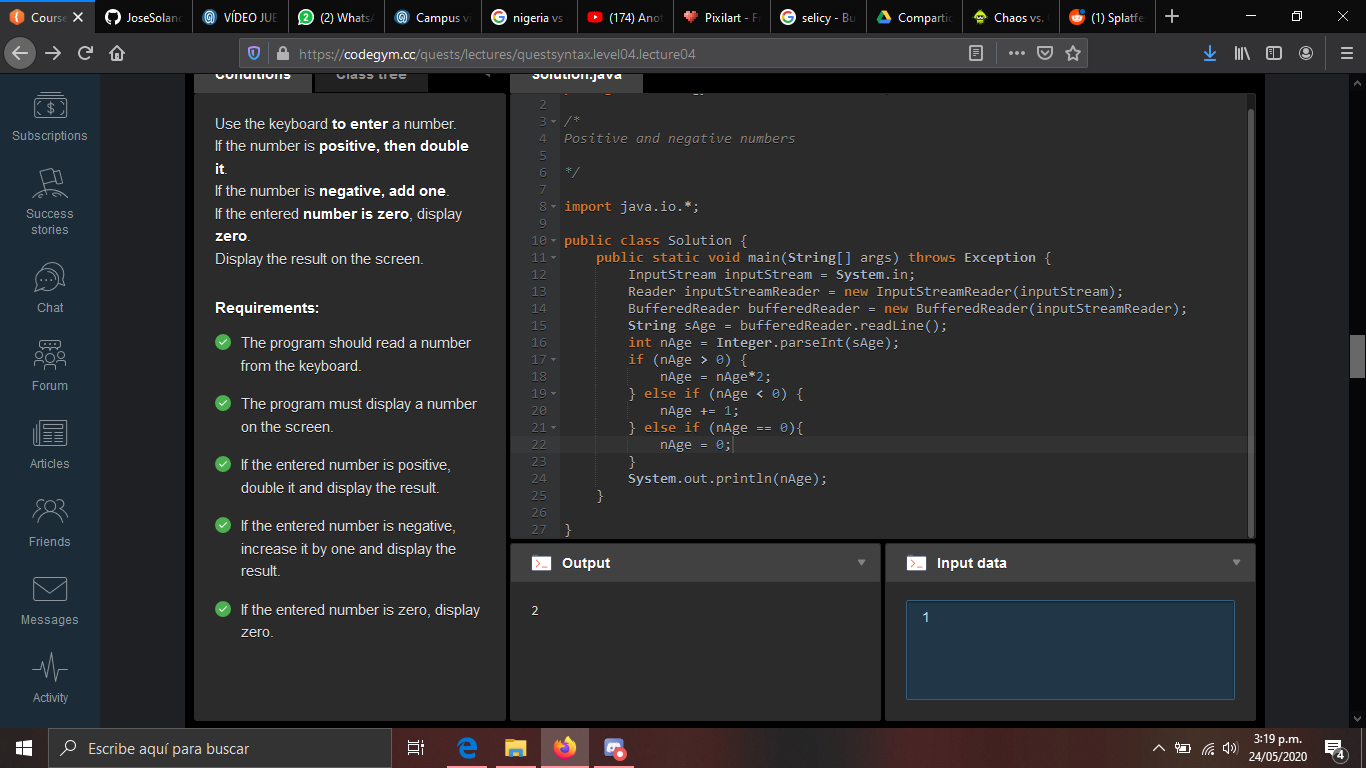 Course
JoseSolano
VÍDEO JUE
(2) WhatsA
Campus vi
nigeria vs
(174) Anot
Pixilart - Fr
selicy - Bu
Compartic
Chaos vs. O
(1) Splatfe
https://codegym.cc/quests/lectures/questsyntax.level04.lecture04
Subscriptions
Success
stories
Chat
Forum
Articles
Friends
Messages
Activity
Conditions
Class tree
Use the keyboard to enter a number.
If the number is positive, then double
it.
If the number is negative, add one.
If the entered number is zero, display
zero.
Display the result on the screen.
Requirements:
The program should read a number
from the keyboard.
The program must display a number
on the screen.
If the entered number is positive,
double it and display the result.
If the entered number is negative,
increase it by one and display the
result.
If the entered number is zero, display
zero.
Solution.java
2
3 /*
4 Positive and negative numbers
5
6 */
7
8 import java.io.*;
9
10 public class Solution {
11 public static void main(String[] args) throws Exception {
12 InputStream inputStream = System.in;
13 Reader inputStreamReader = new InputStreamReader(inputStream);
14 BufferedReader bufferedReader = new BufferedReader(inputStreamReader);
15 String sAge = bufferedReader.readLine();
16 int nAge = Integer.parseInt(sAge);
17 if (nAge > 0) {
18 nAge = nAge*2;
19 } else if (nAge < 0) {
20 nAge += 1;
21 } else if (nAge == 0){
22 nAge = 0;
23 }
24 System.out.println(nAge);
25 }
26
27 }
Output
2
Input data
1
Escribe aquí para buscar
3:19 p.m.
24/05/2020
4